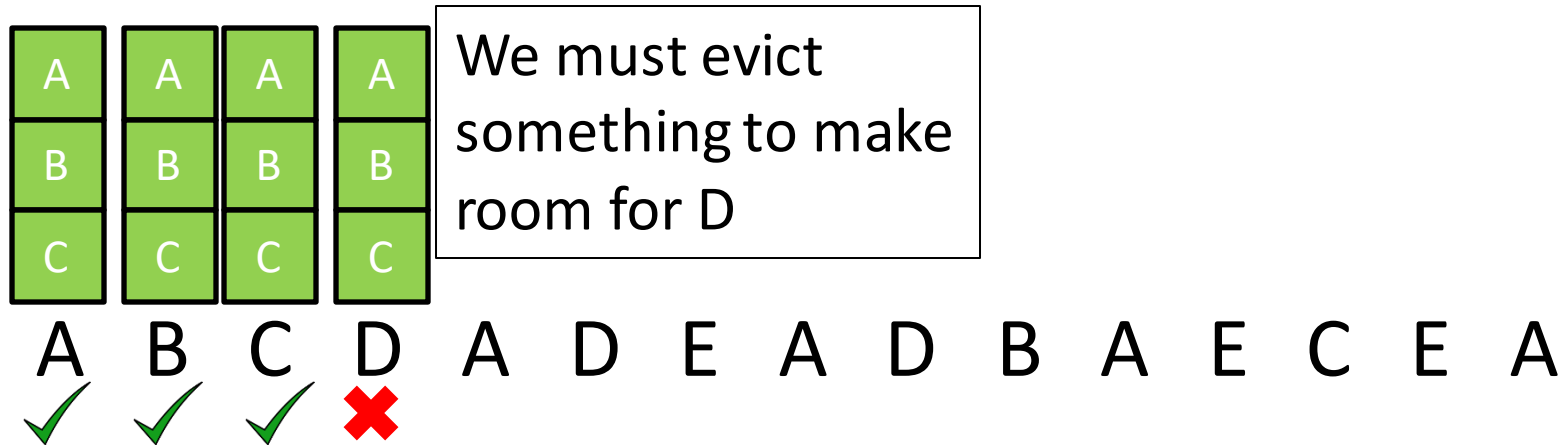 A A A A
B B B B
C C C C
We must evict
something to make
room for D
A B C D A D E A D B A E C E A